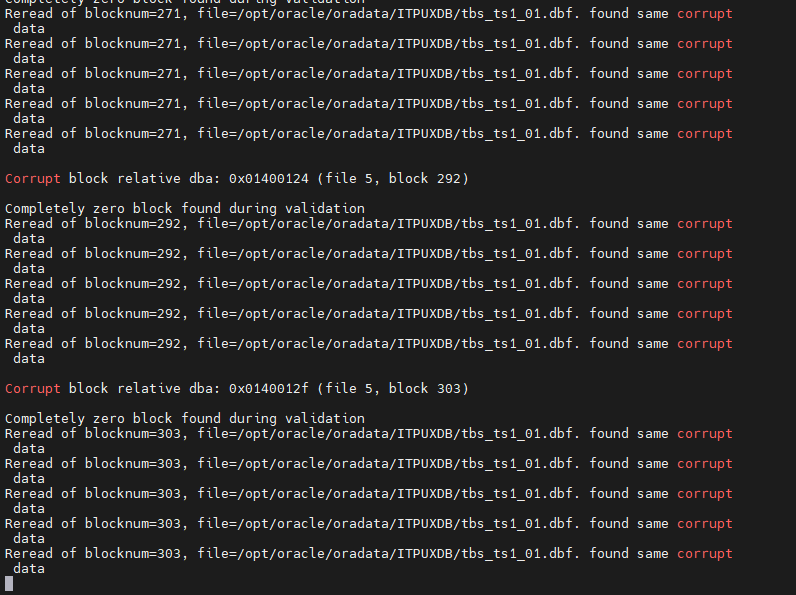 Completely zero block found during validation
Reread of blocknum=271, file=/opt/oracle/oradata/ITPUXDB/tbs_ts1_01.dbf. found same corrupt
data
Reread of blocknum=271, file=/opt/oracle/oradata/ITPUXDB/tbs_ts1_01.dbf. found same corrupt
data
Reread of blocknum=271, file=/opt/oracle/oradata/ITPUXDB/tbs_ts1_01.dbf. found same corrupt
data
Reread of blocknum=271, file=/opt/oracle/oradata/ITPUXDB/tbs_ts1_01.dbf. found same corrupt
data
Reread of blocknum=271, file=/opt/oracle/oradata/ITPUXDB/tbs_ts1_01.dbf. found same corrupt
data
Corrupt block relative dba: 0x01400124 (file 5, block 292)
Completely zero block found during validation
Reread of blocknum=292, file=/opt/oracle/oradata/ITPUXDB/tbs_ts1_01.dbf. found same corrupt
data
Reread of blocknum=292, file=/opt/oracle/oradata/ITPUXDB/tbs_ts1_01.dbf. found same corrupt
data
Reread of blocknum=292, file=/opt/oracle/oradata/ITPUXDB/tbs_ts1_01.dbf. found same corrupt
data
Reread of blocknum=292, file=/opt/oracle/oradata/ITPUXDB/tbs_ts1_01.dbf. found same corrupt
data
Reread of blocknum=292, file=/opt/oracle/oradata/ITPUXDB/tbs_ts1_01.dbf. found same corrupt
data
Corrupt block relative dba: 0x0140012f (file 5, block 303)
Completely zero block found during validation
Reread of blocknum=303, file=/opt/oracle/oradata/ITPUXDB/tbs_ts1_01.dbf. found same corrupt
data
Reread of blocknum=303, file=/opt/oracle/oradata/ITPUXDB/tbs_ts1_01.dbf. found same corrupt
data
Reread of blocknum=303, file=/opt/oracle/oradata/ITPUXDB/tbs_ts1_01.dbf. found same corrupt
data
Reread of blocknum=303, file=/opt/oracle/oradata/ITPUXDB/tbs_ts1_01.dbf. found same corrupt
data
Reread of blocknum=303, file=/opt/oracle/oradata/ITPUXDB/tbs_ts1_01.dbf. found same corrupt
data